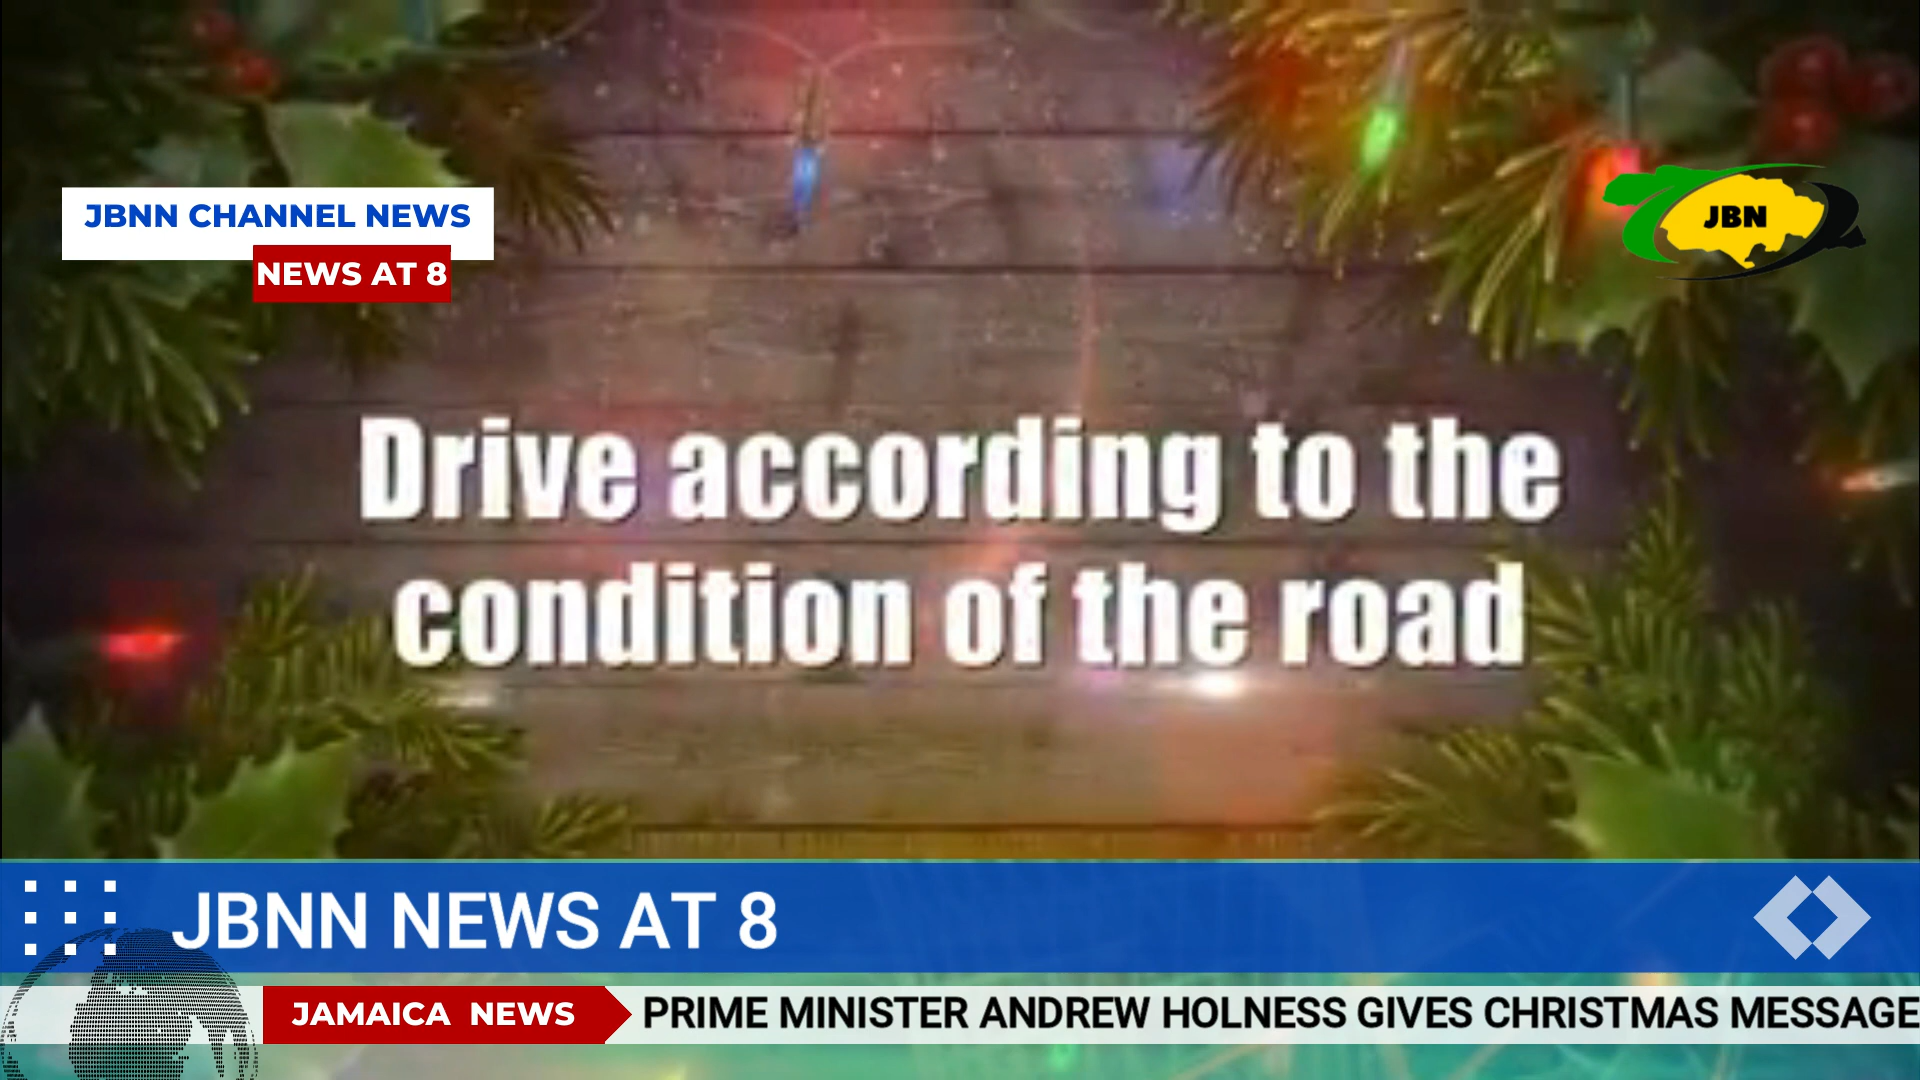 JBNN CHANNEL NEWS
NEWS AT 8
JBN
Drive according to the
condition of the road
JBNN NEWS AT 8
JAMAICA NEWS
PRIME MINISTER ANDREW HOLNESS GIVES CHRISTMAS MESSAGE